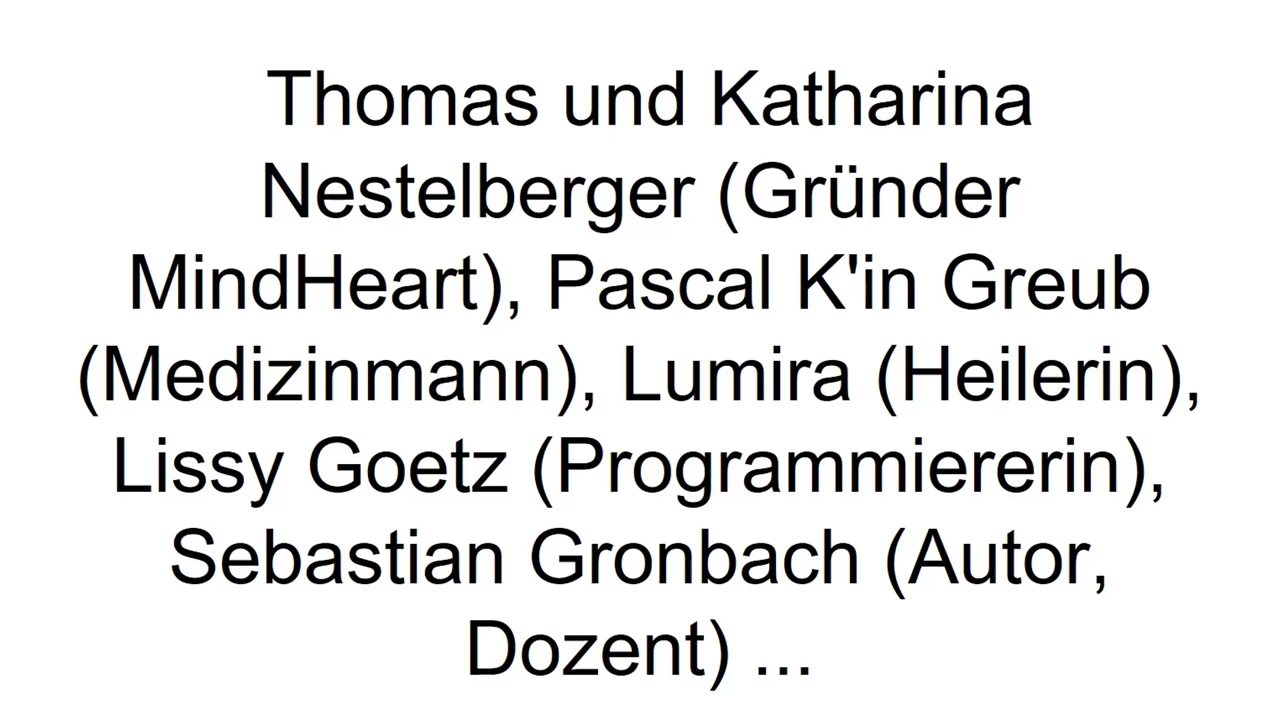 Thomas und Katharina
Nestelberger (Gründer
MindHeart), Pascal K'in Greub
(Medizinmann), Lumira (Heilerin),
Lissy Goetz (Programmiererin),
Sebastian Gronbach (Autor,
Dozent) ...